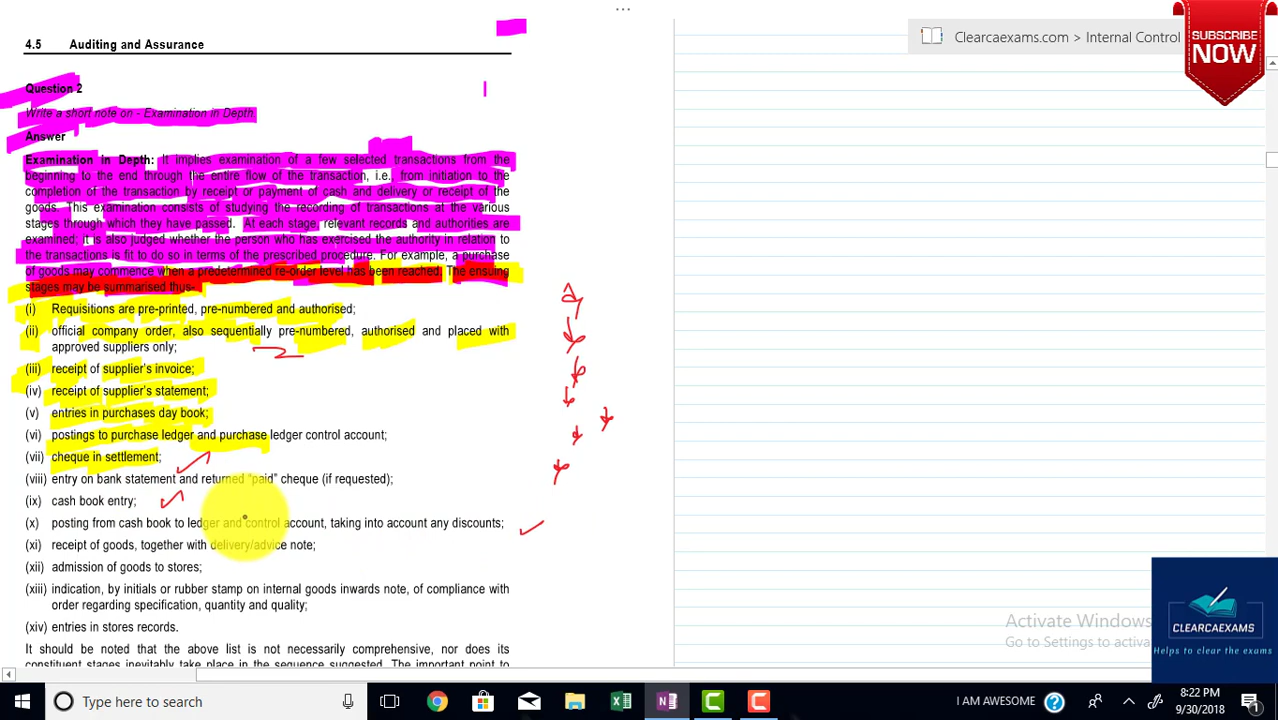 4.5 Auditing and Assurance
Clearcaexams.com > Internal Control
SUBSCRIBE
NOW
Question 2
Write a short note on - Examination in Depth
Answer
Examination in Depth: It implies examination of a few selected transactions from the
beginning to the end through the entire flow of the transaction, i.e., from initiation to the
completion of the transaction by receipt or payment of cash and delivery or receipt of the
goods. This examination consists of studying the recording of transactions at the various
stages through which they have passed. At each stage, relevant records and authorities are
examined; it is also judged whether the person who has exercised the authority in relation to
the transactions is fit to do so in terms of the prescribed procedure. For example, a purchase
of goods may commence when a predetermined re-order level has been reached. The ensuing
stages may be summarised thus-
(i) Requisitions are pre-printed, pre-numbered and authorised;
(ii) official company order, also sequentially pre-numbered, authorised and placed with
approved suppliers only;
(iii) receipt of supplier's invoice;
(iv) receipt of supplier's statement;
(v) entries in purchases day book;
(vi) postings to purchase ledger and purchase ledger control account;
(vii) cheque in settlement;
(viii) entry on bank statement and returned "paid" cheque (if requested);
(ix) cash book entry;
(x) posting from cash book to ledger and control account, taking into account any discounts;
(xi) receipt of goods, together with delivery/advice note;
(xii) admission of goods to stores;
(xiii) indication, by initials or rubber stamp on internal goods inwards note, of compliance with
order regarding specification, quantity and quality;
(xiv) entries in stores records.
It should be noted that the above list is not necessarily comprehensive, nor does its
constituent stages inevitably take place in the sequence suggested. The important point to
Activate Windows
Go to Settings to activa
CLEARCAEXAMS
Helps to clear the exams
Type here to search
I AM AWESOME
8:22 PM
9/30/2018
1